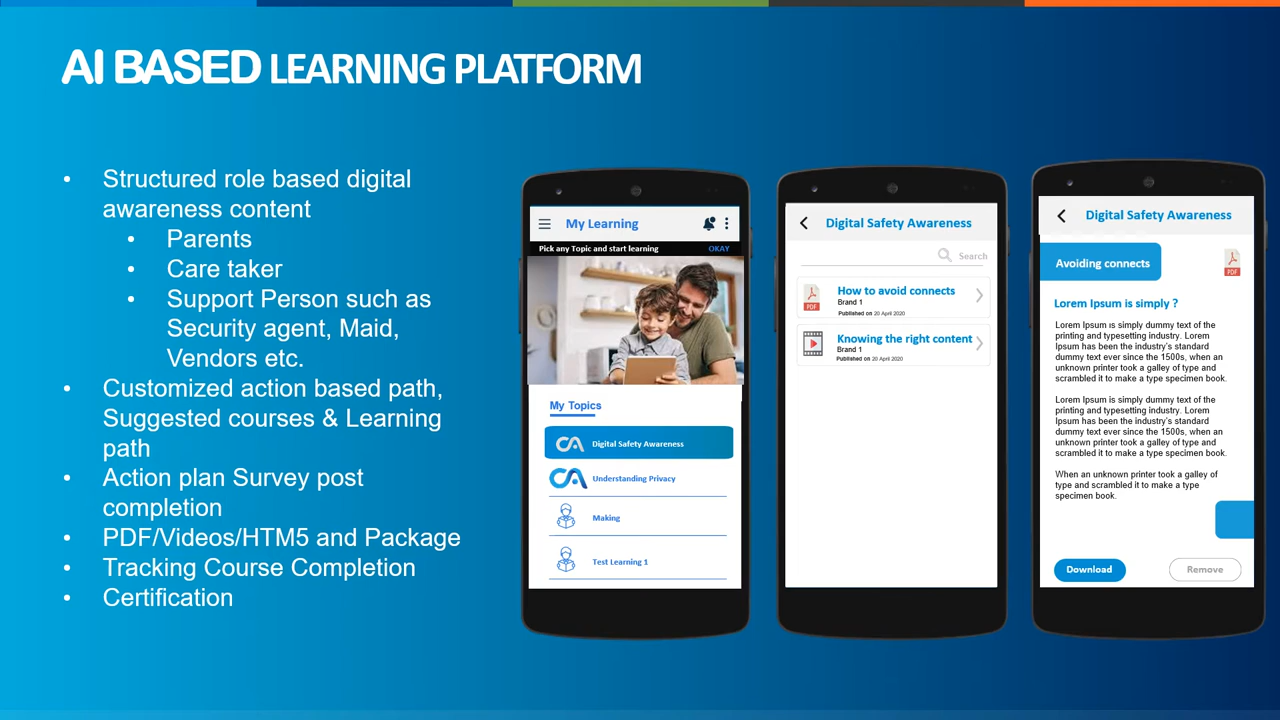 AI BASED LEARNING PLATFORM
• Structured role based digital
awareness content
• Parents
• Care taker
• Support Person such as
Security agent, Maid,
Vendors etc.
• Customized action based path,
Suggested courses & Learning
path
• Action plan Survey post
completion
• PDF/Videos/HTM5 and Package
• Tracking Course Completion
• Certification
My Learning
Pick any Topic and start learning OKAY
My Topics
CA Digital Safety Awareness
CA Understanding Privacy
Making
Test Learning 1
Digital Safety Awareness
Search
PDF
How to avoid connects
Brand 1
Published on 20 April 2020
Knowing the right content
Brand 1
Published on 20 April 2020
Digital Safety Awareness
Avoiding connects
PDF
Lorem Ipsum is simply ?
Lorem Ipsum is simply dummy text of the
printing and typesetting industry. Lorem
Ipsum has been the industry's standard
dummy text ever since the 1500s, when an
unknown printer took a galley of type and
scrambled it to make a type specimen book.
Lorem Ipsum is simply dummy text of the
printing and typesetting industry. Lorem
Ipsum has been the industry's standard
dummy text ever since the 1500s, when an
unknown printer took a galley of type and
scrambled it to make a type specimen book.
When an unknown printer took a galley of
type and scrambled it to make a type
specimen book.
Download Remove